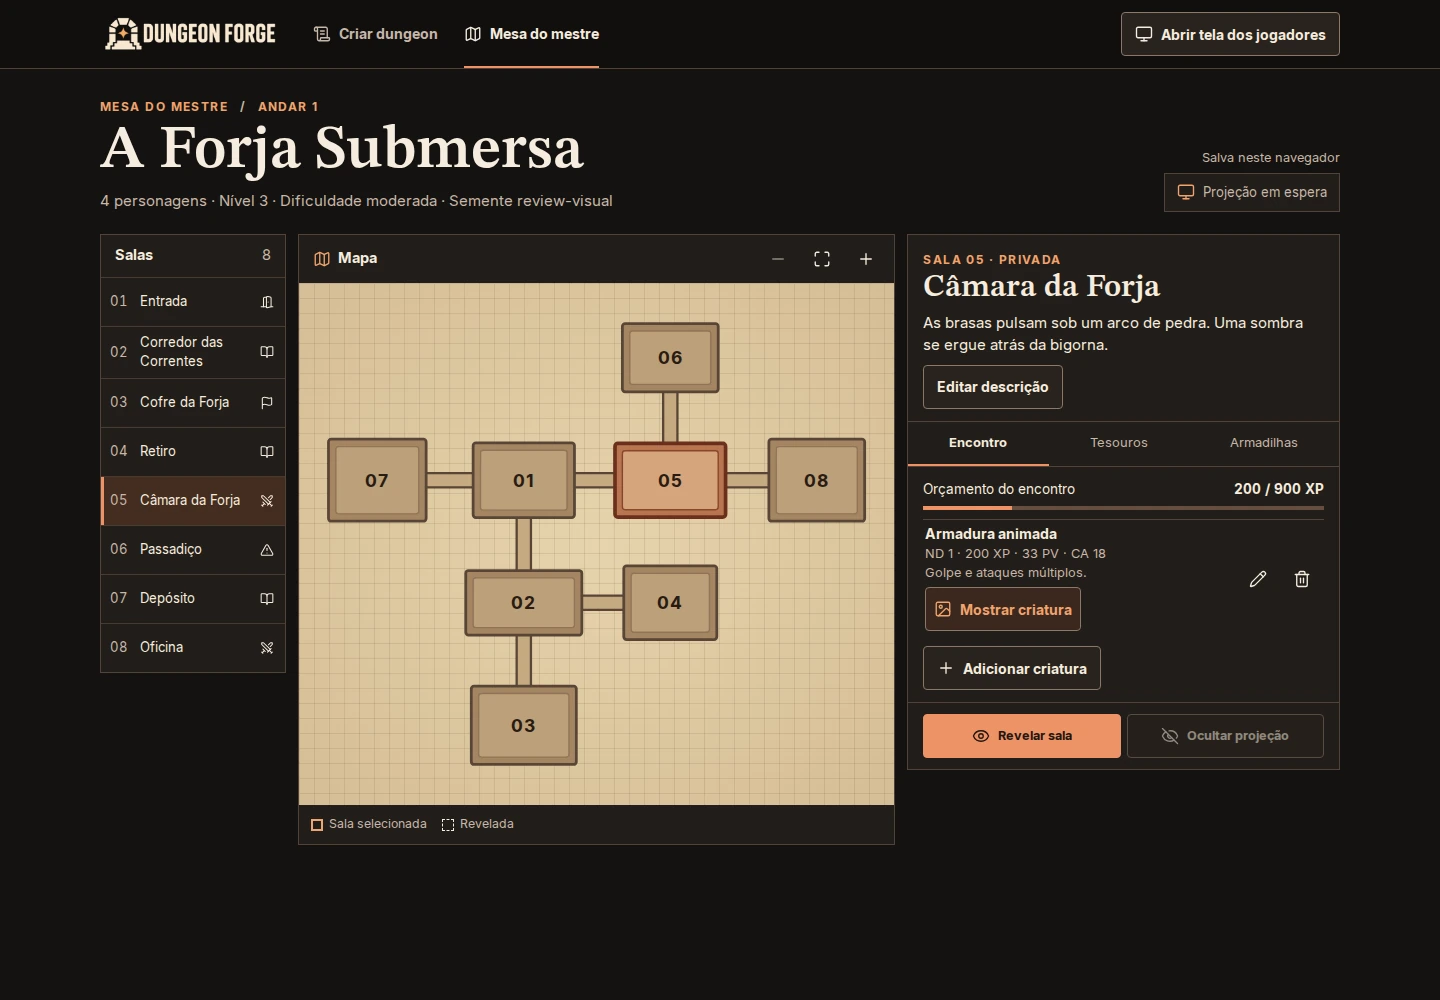 DUNGEON FORGE
Criar dungeon
Mesa do mestre
Abrir tela dos jogadores
MESA DO MESTRE / ANDAR 1
A Forja Submersa
4 personagens · Nível 3 · Dificuldade moderada · Semente review-visual
Salva neste navegador
Projeção em espera
Salas 8
01 Entrada
02 Corredor das
Correntes
03 Cofre da Forja
04 Retiro
05 Câmara da Forja
06 Passadiço
07 Depósito
08 Oficina
Mapa
06
07
01
05
08
02
04
03
Sala selecionada
Revelada
SALA 05 · PRIVADA
Câmara da Forja
As brasas pulsam sob um arco de pedra. Uma sombra
se ergue atrás da bigorna.
Editar descrição
Encontro
Tesouros
Armadilhas
Orçamento do encontro 200 / 900 XP
Armadura animada
ND 1 · 200 XP · 33 PV · CA 18
Golpe e ataques múltiplos.
Mostrar criatura
Adicionar criatura
Revelar sala
Ocultar projeção